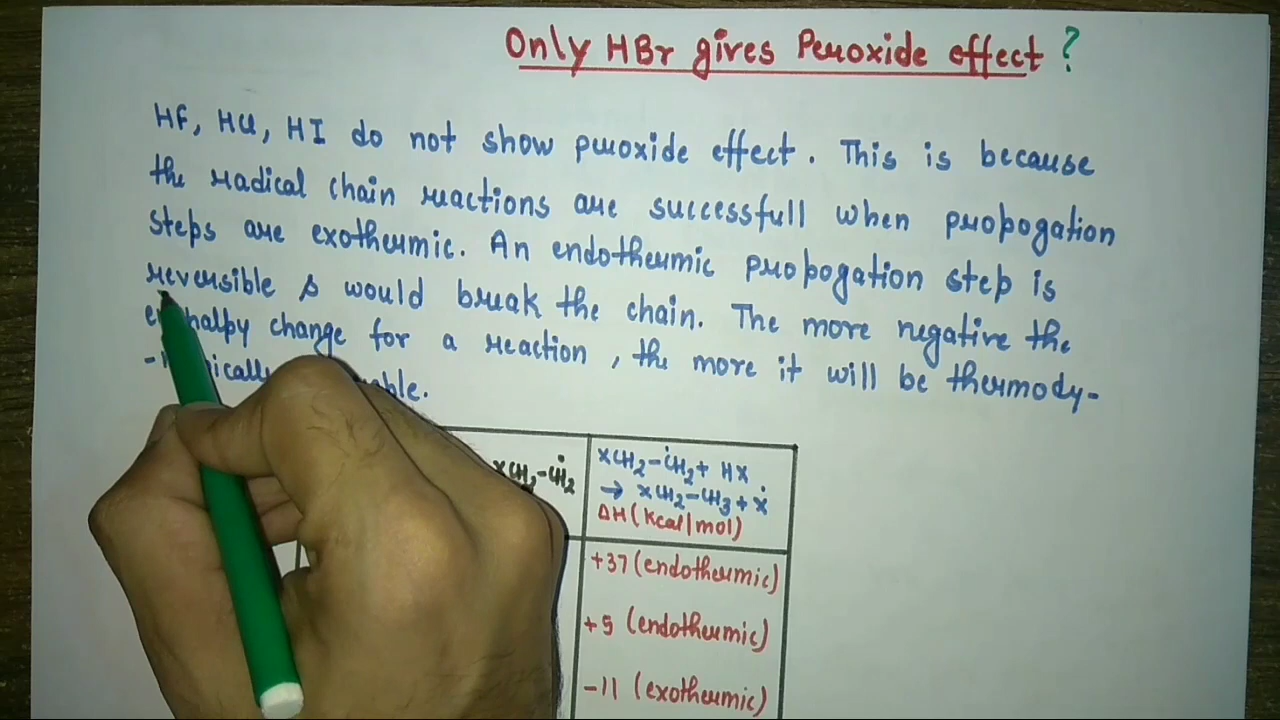 Only HBr gives Peroxide effect ?
HF, HCl, HI do not show peroxide effect. This is because
the radical chain reactions are successfull when propogation
steps are exothermic. An endothermic propogation step is
reversible & would break the chain. The more negative the
change for a reaction, the more it will be thermody-
XCH2-ĊH2
XCH2-ĊH2 + HX
→ XCH2-CH3 + Ẋ
ΔH (Kcal/mol)
+37 (endothermic)
+5 (endothermic)
-11 (exothermic)